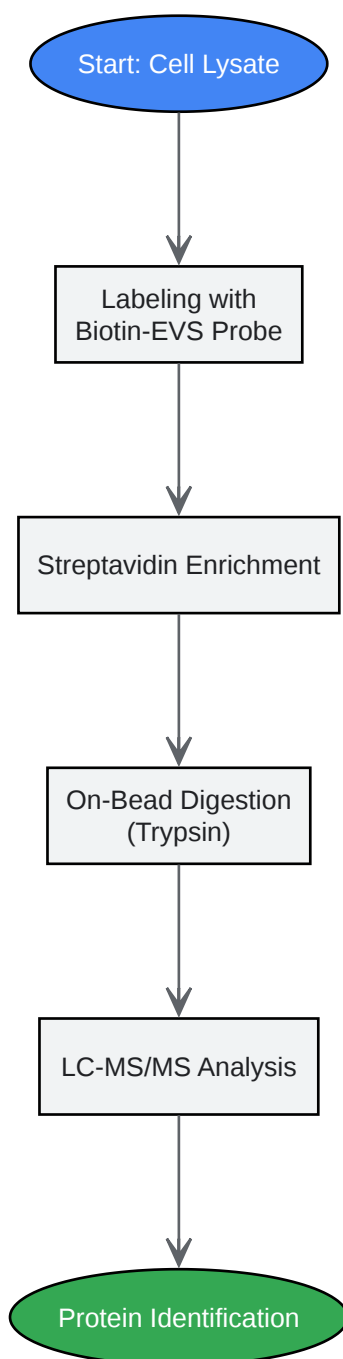 Start: Cell Lysate
Labeling with
Biotin-EVS Probe
Streptavidin Enrichment
On-Bead Digestion
(Trypsin)
LC-MS/MS Analysis
Protein Identification